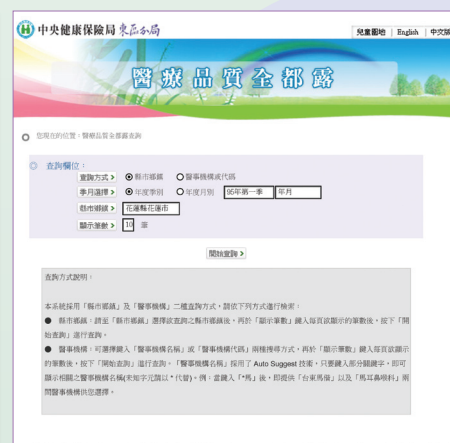 中央健康保險局 東區分局
兒童園地 | English | 中文版
醫療品質全都露
您現在的位置：醫療品質全都露查詢
◎ 查詢欄位：
查詢方式 縣市鄉鎮 醫事機構或代碼
季月選擇 年度季別 年度月別 95年第一季 年月
縣市鄉鎮 花蓮縣花蓮市
顯示筆數 10 筆
開始查詢
查詢方式說明：
本系統採用「縣市鄉鎮」及「醫事機構」二種查詢方式，請依下列方式進行檢索：
● 縣市鄉鎮：請至「縣市鄉鎮」選擇欲查詢之縣市鄉鎮後，再於「顯示筆數」鍵入每頁欲顯示的筆數後，按下「開
始查詢」進行查詢。
● 醫事機構：可選擇鍵入「醫事機構名稱」或「醫事機構代碼」兩種搜尋方式，再於「顯示筆數」鍵入每頁欲顯示
的筆數後，按下「開始查詢」進行查詢。「醫事機構名稱」採用了 Auto Suggest 技術，只要鍵入部分關鍵字，即可
顯示相關之醫事機構名稱(未知字元請以 * 代替)。例：當鍵入「*馬」後，即提供「台東馬偕」以及「馬耳鼻喉科」兩
間醫事機構供您選擇。